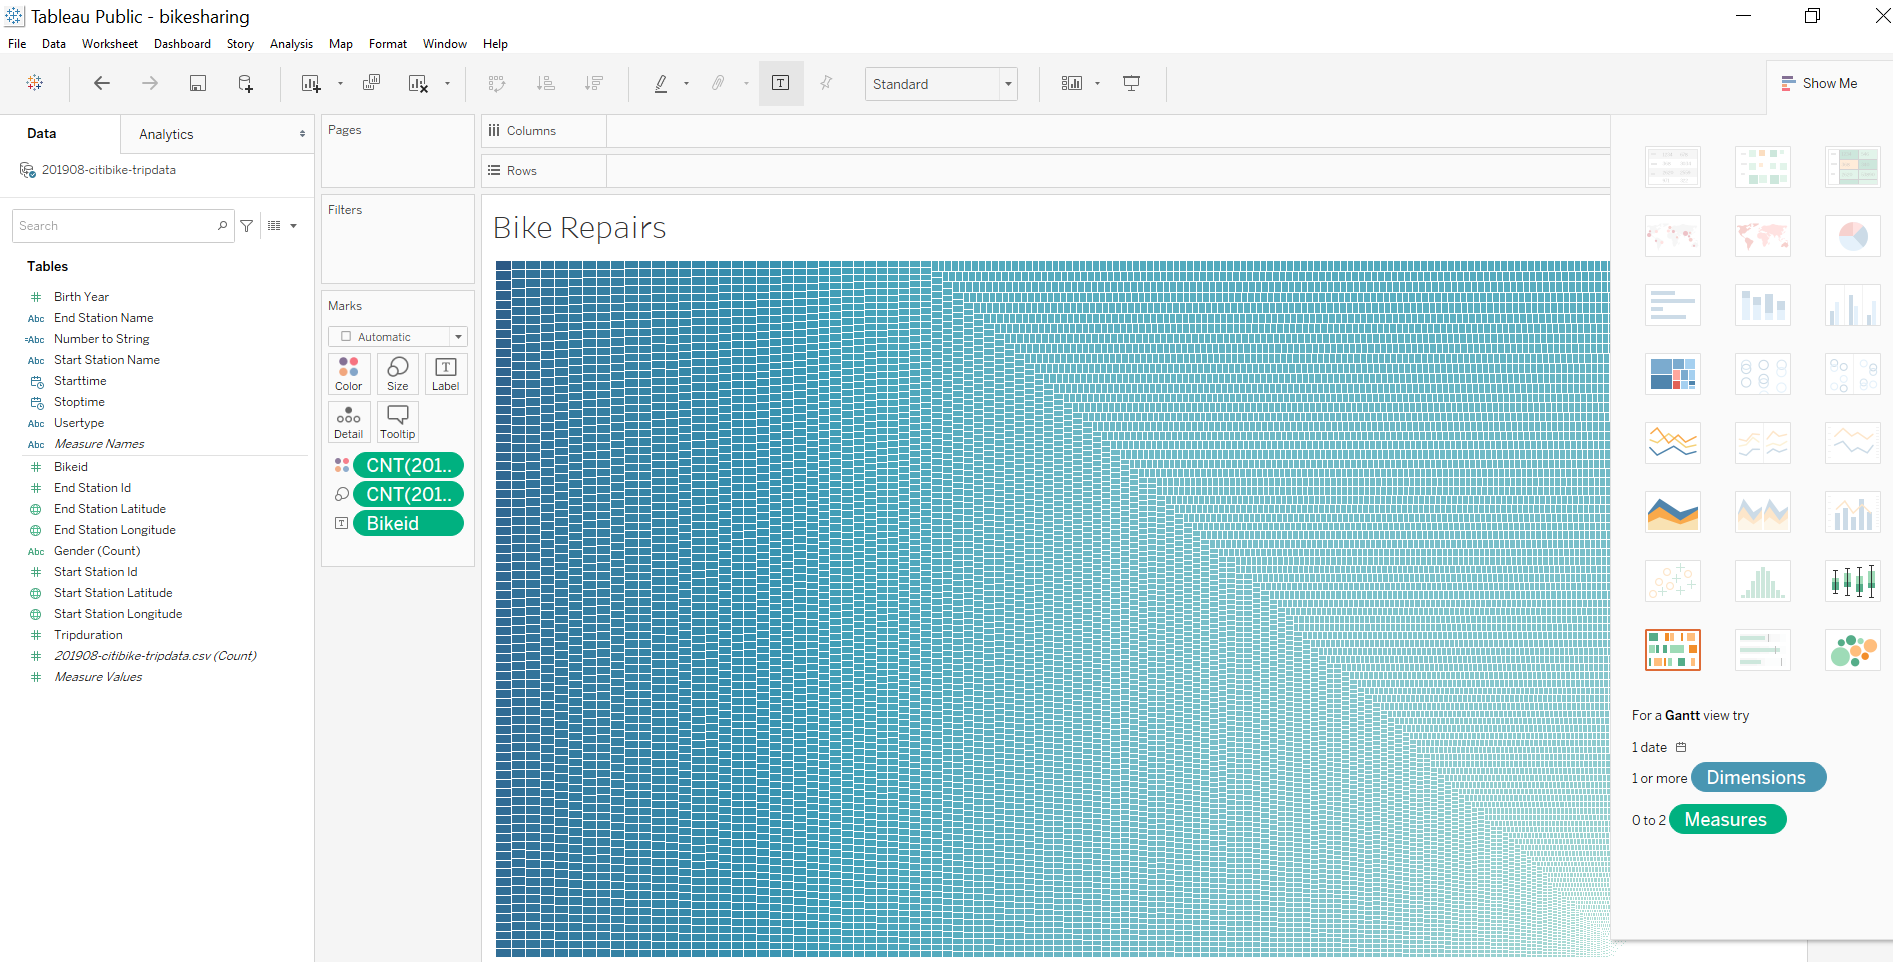 Tableau Public - bikesharing
File Data Worksheet Dashboard Story Analysis Map Format Window Help
Standard
Show Me
Data
Analytics
201908-citibike-tripdata
Search
Tables
Birth Year
Abc End Station Name
=Abc Number to String
Abc Start Station Name
Starttime
Stoptime
Abc Usertype
Abc Measure Names
Bikeid
End Station Id
End Station Latitude
End Station Longitude
Abc Gender (Count)
Start Station Id
Start Station Latitude
Start Station Longitude
Tripduration
201908-citibike-tripdata.csv (Count)
Measure Values
Pages
Filters
Marks
Automatic
Color
Size
Label
Detail
Tooltip
CNT(201..
CNT(201..
Bikeid
Columns
Rows
Bike Repairs
For a Gantt view try
1 date
1 or more Dimensions
0 to 2 Measures